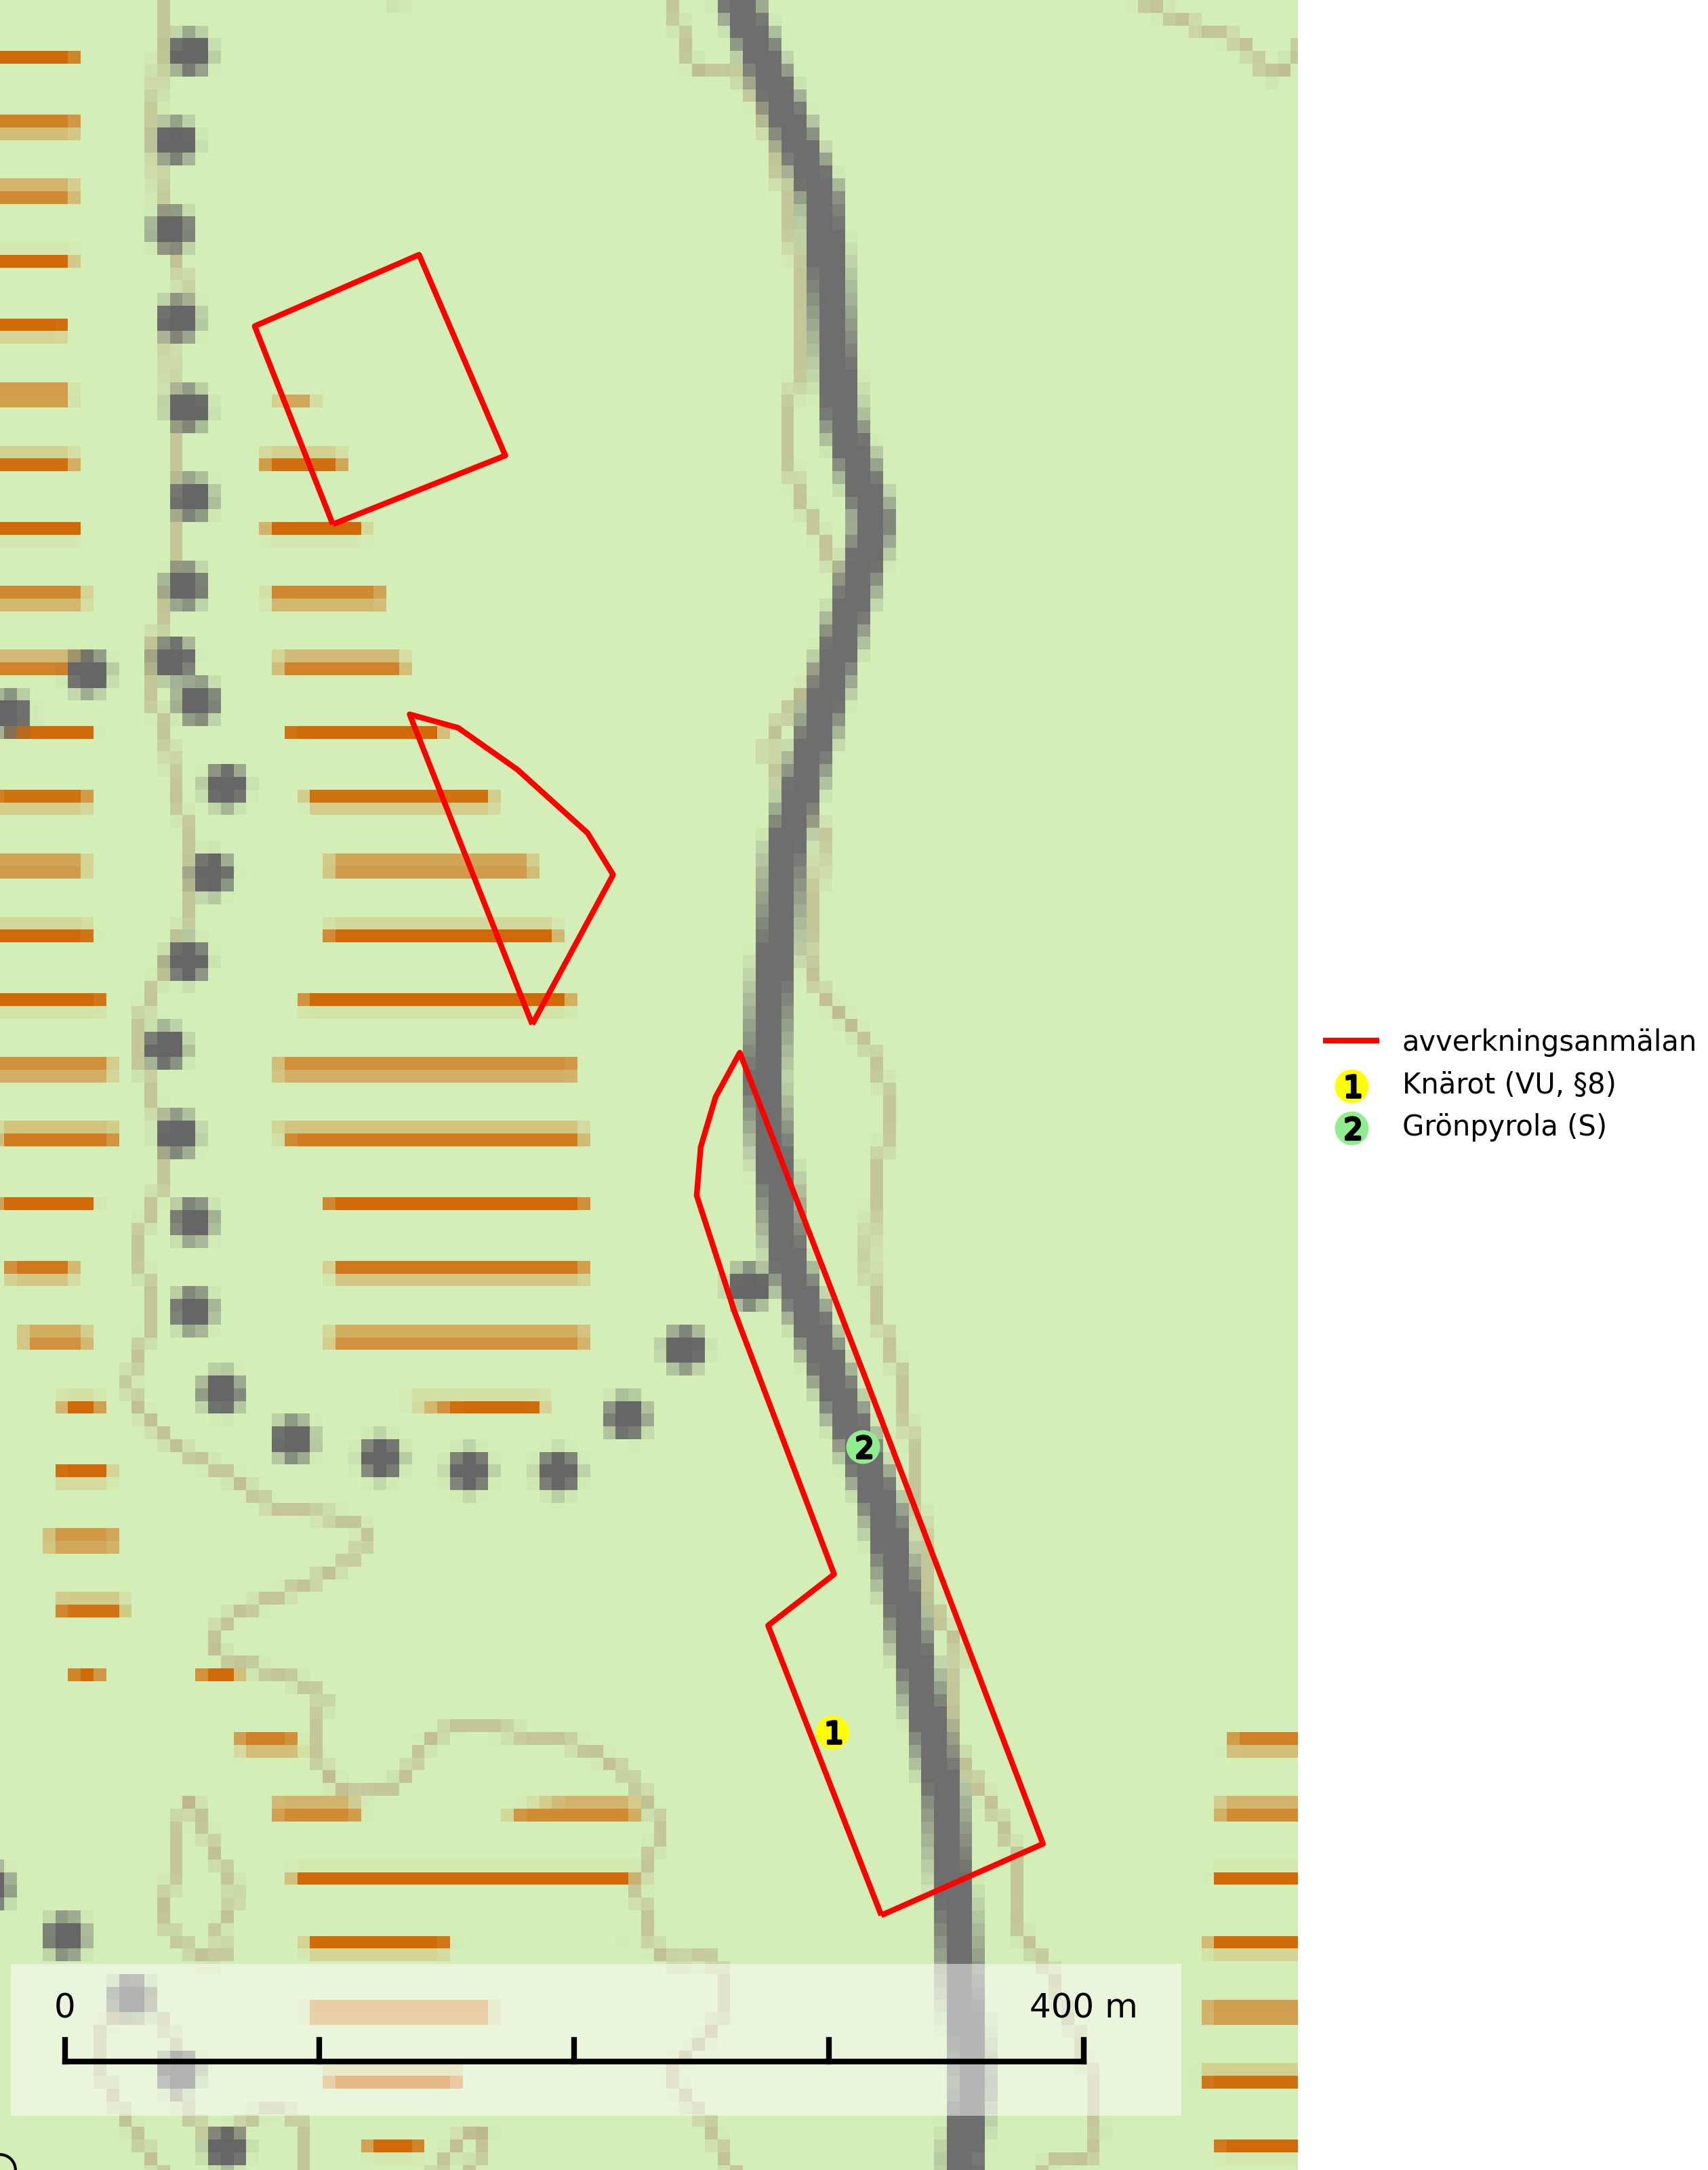 avverkningsanmälan
1 Knärot (VU, §8)
2 Grönpyrola (S)
2
1
0 400 m